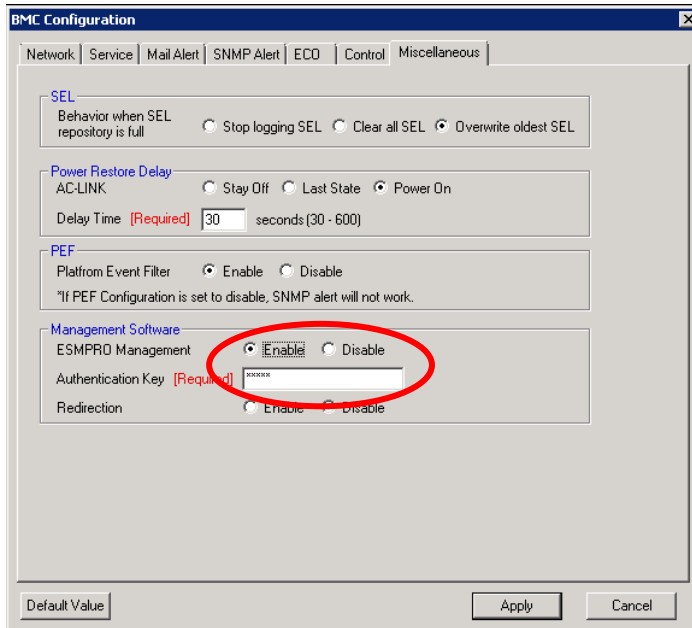 BMC Configuration
Network Service Mail Alert SNMP Alert ECO Control Miscellaneous
SEL
Behavior when SEL
repository is full
Stop logging SEL Clear all SEL Overwrite oldest SEL
Power Restore Delay
AC-LINK Stay Off Last State Power On
Delay Time [Required] 30 seconds (30 - 600)
PEF
Platfrom Event Filter Enable Disable
*If PEF Configuration is set to disable, SNMP alert will not work.
Management Software
ESMPRO Management Enable Disable
Authentication Key [Required] *****
Redirection Enable Disable
Default Value Apply Cancel